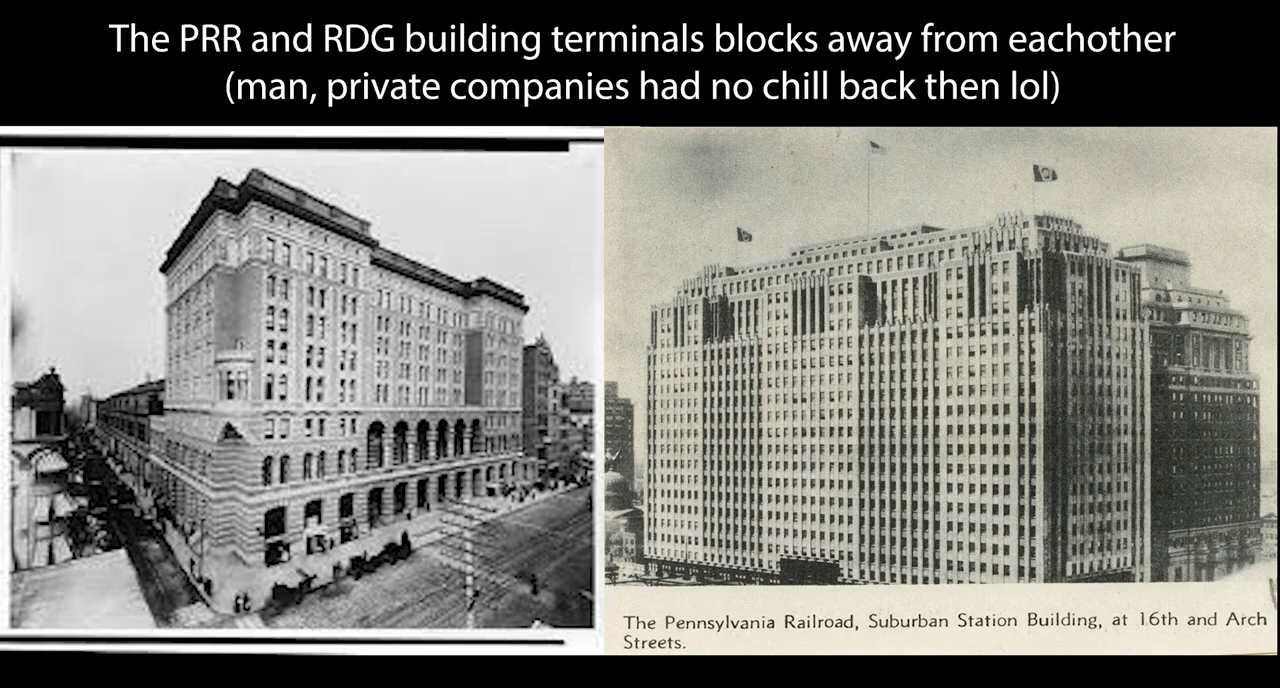 The PRR and RDG building terminals blocks away from eachother
(man, private companies had no chill back then lol)
The Pennsylvania Railroad, Suburban Station Building, at 16th and Arch
Streets.